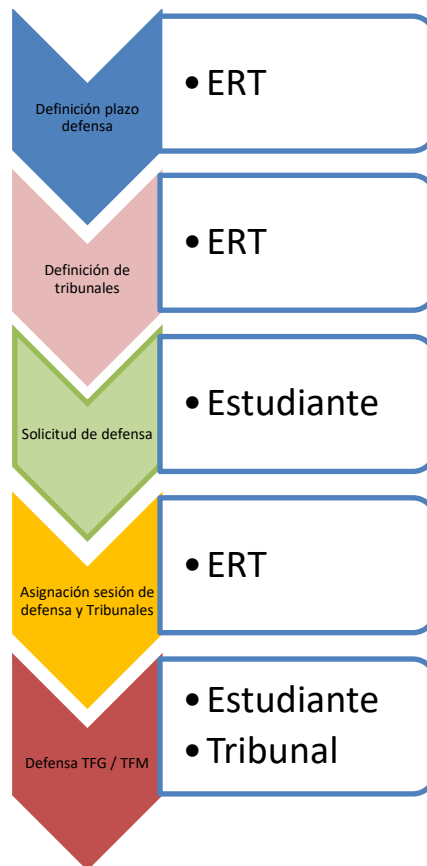 Definición plazo
defensa
• ERT
Definición de
tribunales
• ERT
Solicitud de defensa
• Estudiante
Asignación sesión de
defensa y Tribunales
• ERT
Defensa TFG / TFM
• Estudiante
• Tribunal